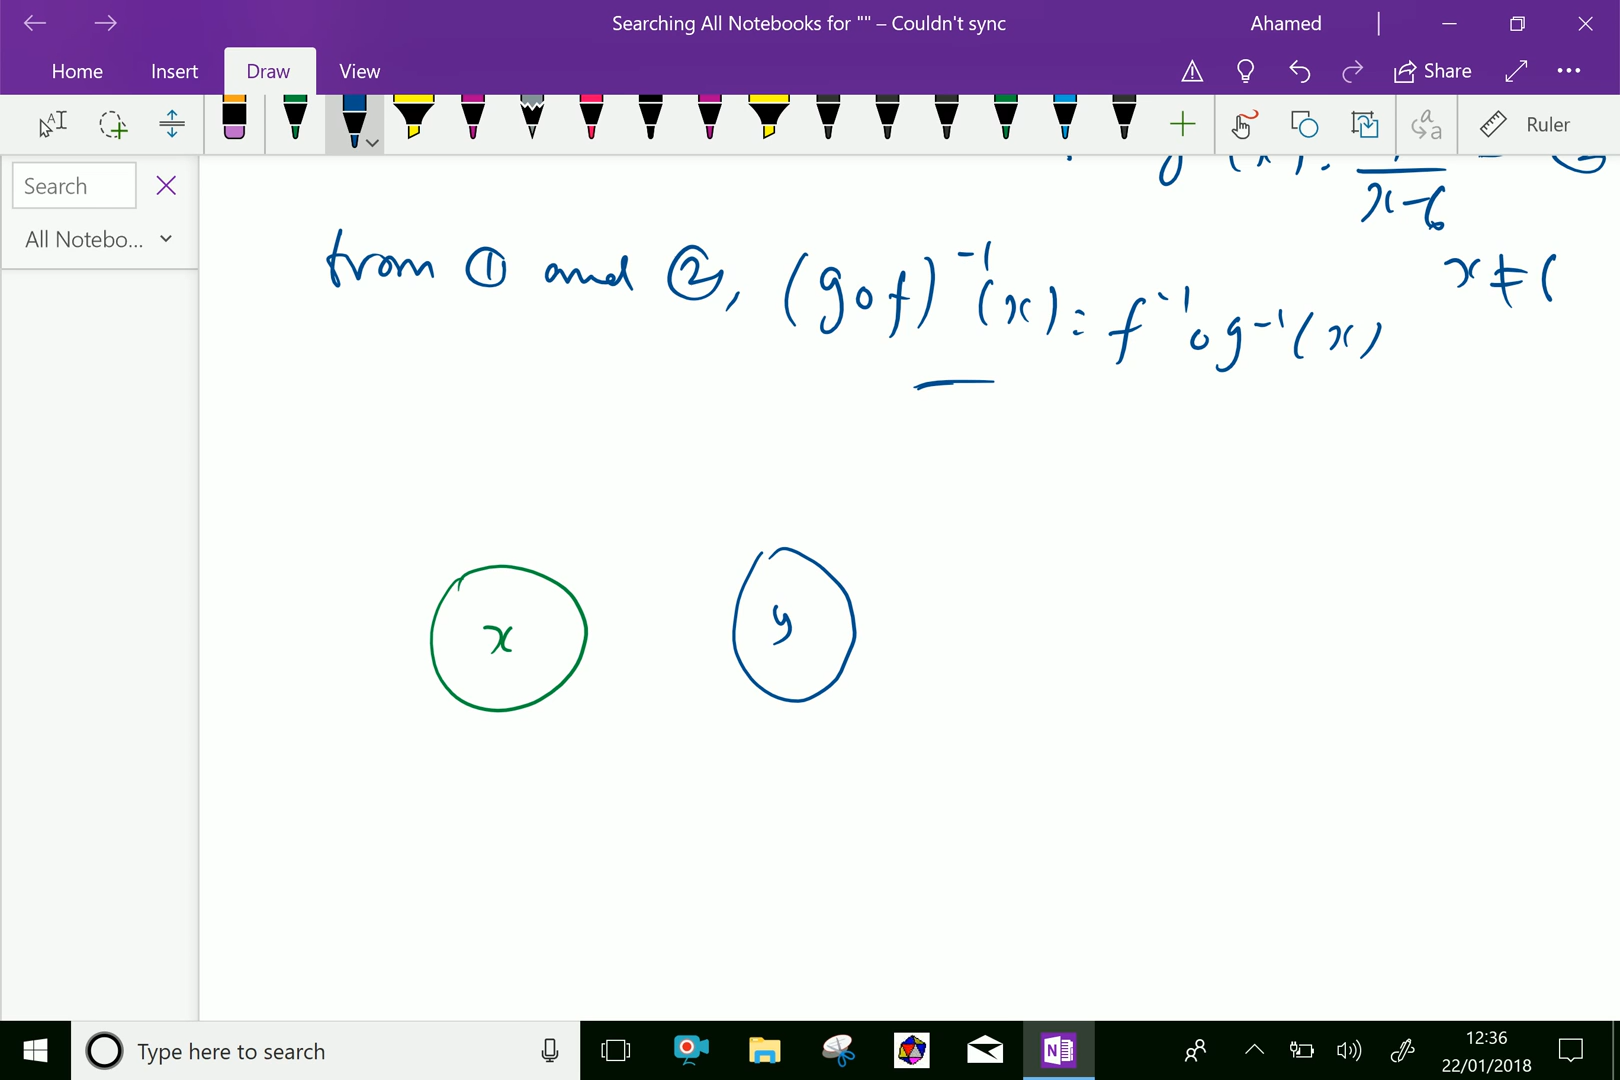 Searching All Notebooks for "" – Couldn't sync
Ahamed
Home Insert Draw View
Share
Ruler
Search
All Notebo...
x-6
from ① and ②, (gof)⁻¹(x) = f⁻¹og⁻¹(x)
x≠(
x
y
Type here to search
12:36
22/01/2018